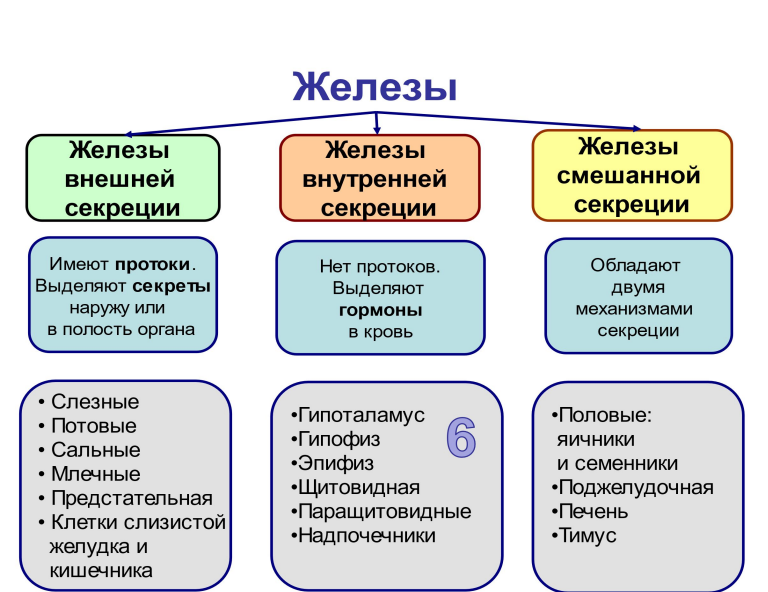 Железы
Железы
внешней
секреции
Железы
внутренней
секреции
Железы
смешанной
секреции
Имеют протоки.
Выделяют секреты
наружу или
в полость органа
Нет протоков.
Выделяют
гормоны
в кровь
Обладают
двумя
механизмами
секреции
• Слезные
• Потовые
• Сальные
• Млечные
• Предстательная
• Клетки слизистой
желудка и
кишечника
•Гипоталамус
•Гипофиз
•Эпифиз
•Щитовидная
•Паращитовидные
•Надпочечники
6
•Половые:
яичники
и семенники
•Поджелудочная
•Печень
•Тимус